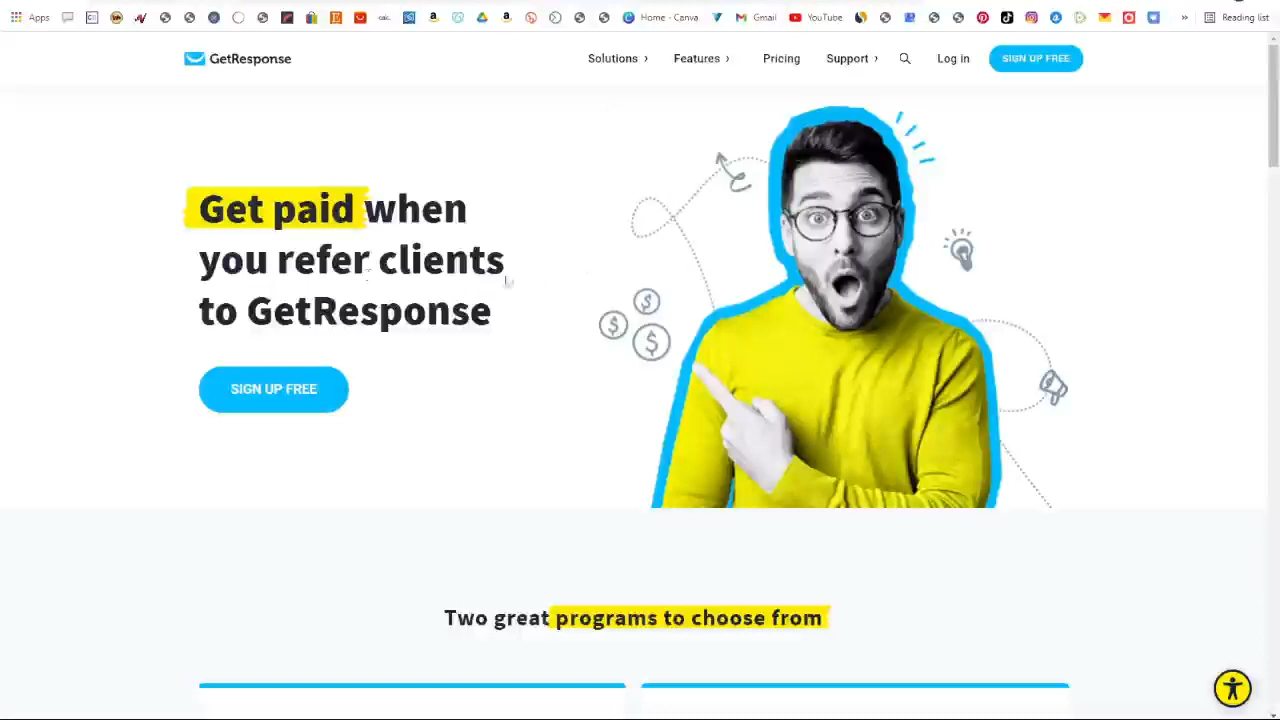 Apps
Home - Canva
Gmail
YouTube
»
Reading list
GetResponse
Solutions ›
Features ›
Pricing
Support ›
Log in
SIGN UP FREE
Get paid when
you refer clients
to GetResponse
SIGN UP FREE
Two great programs to choose from